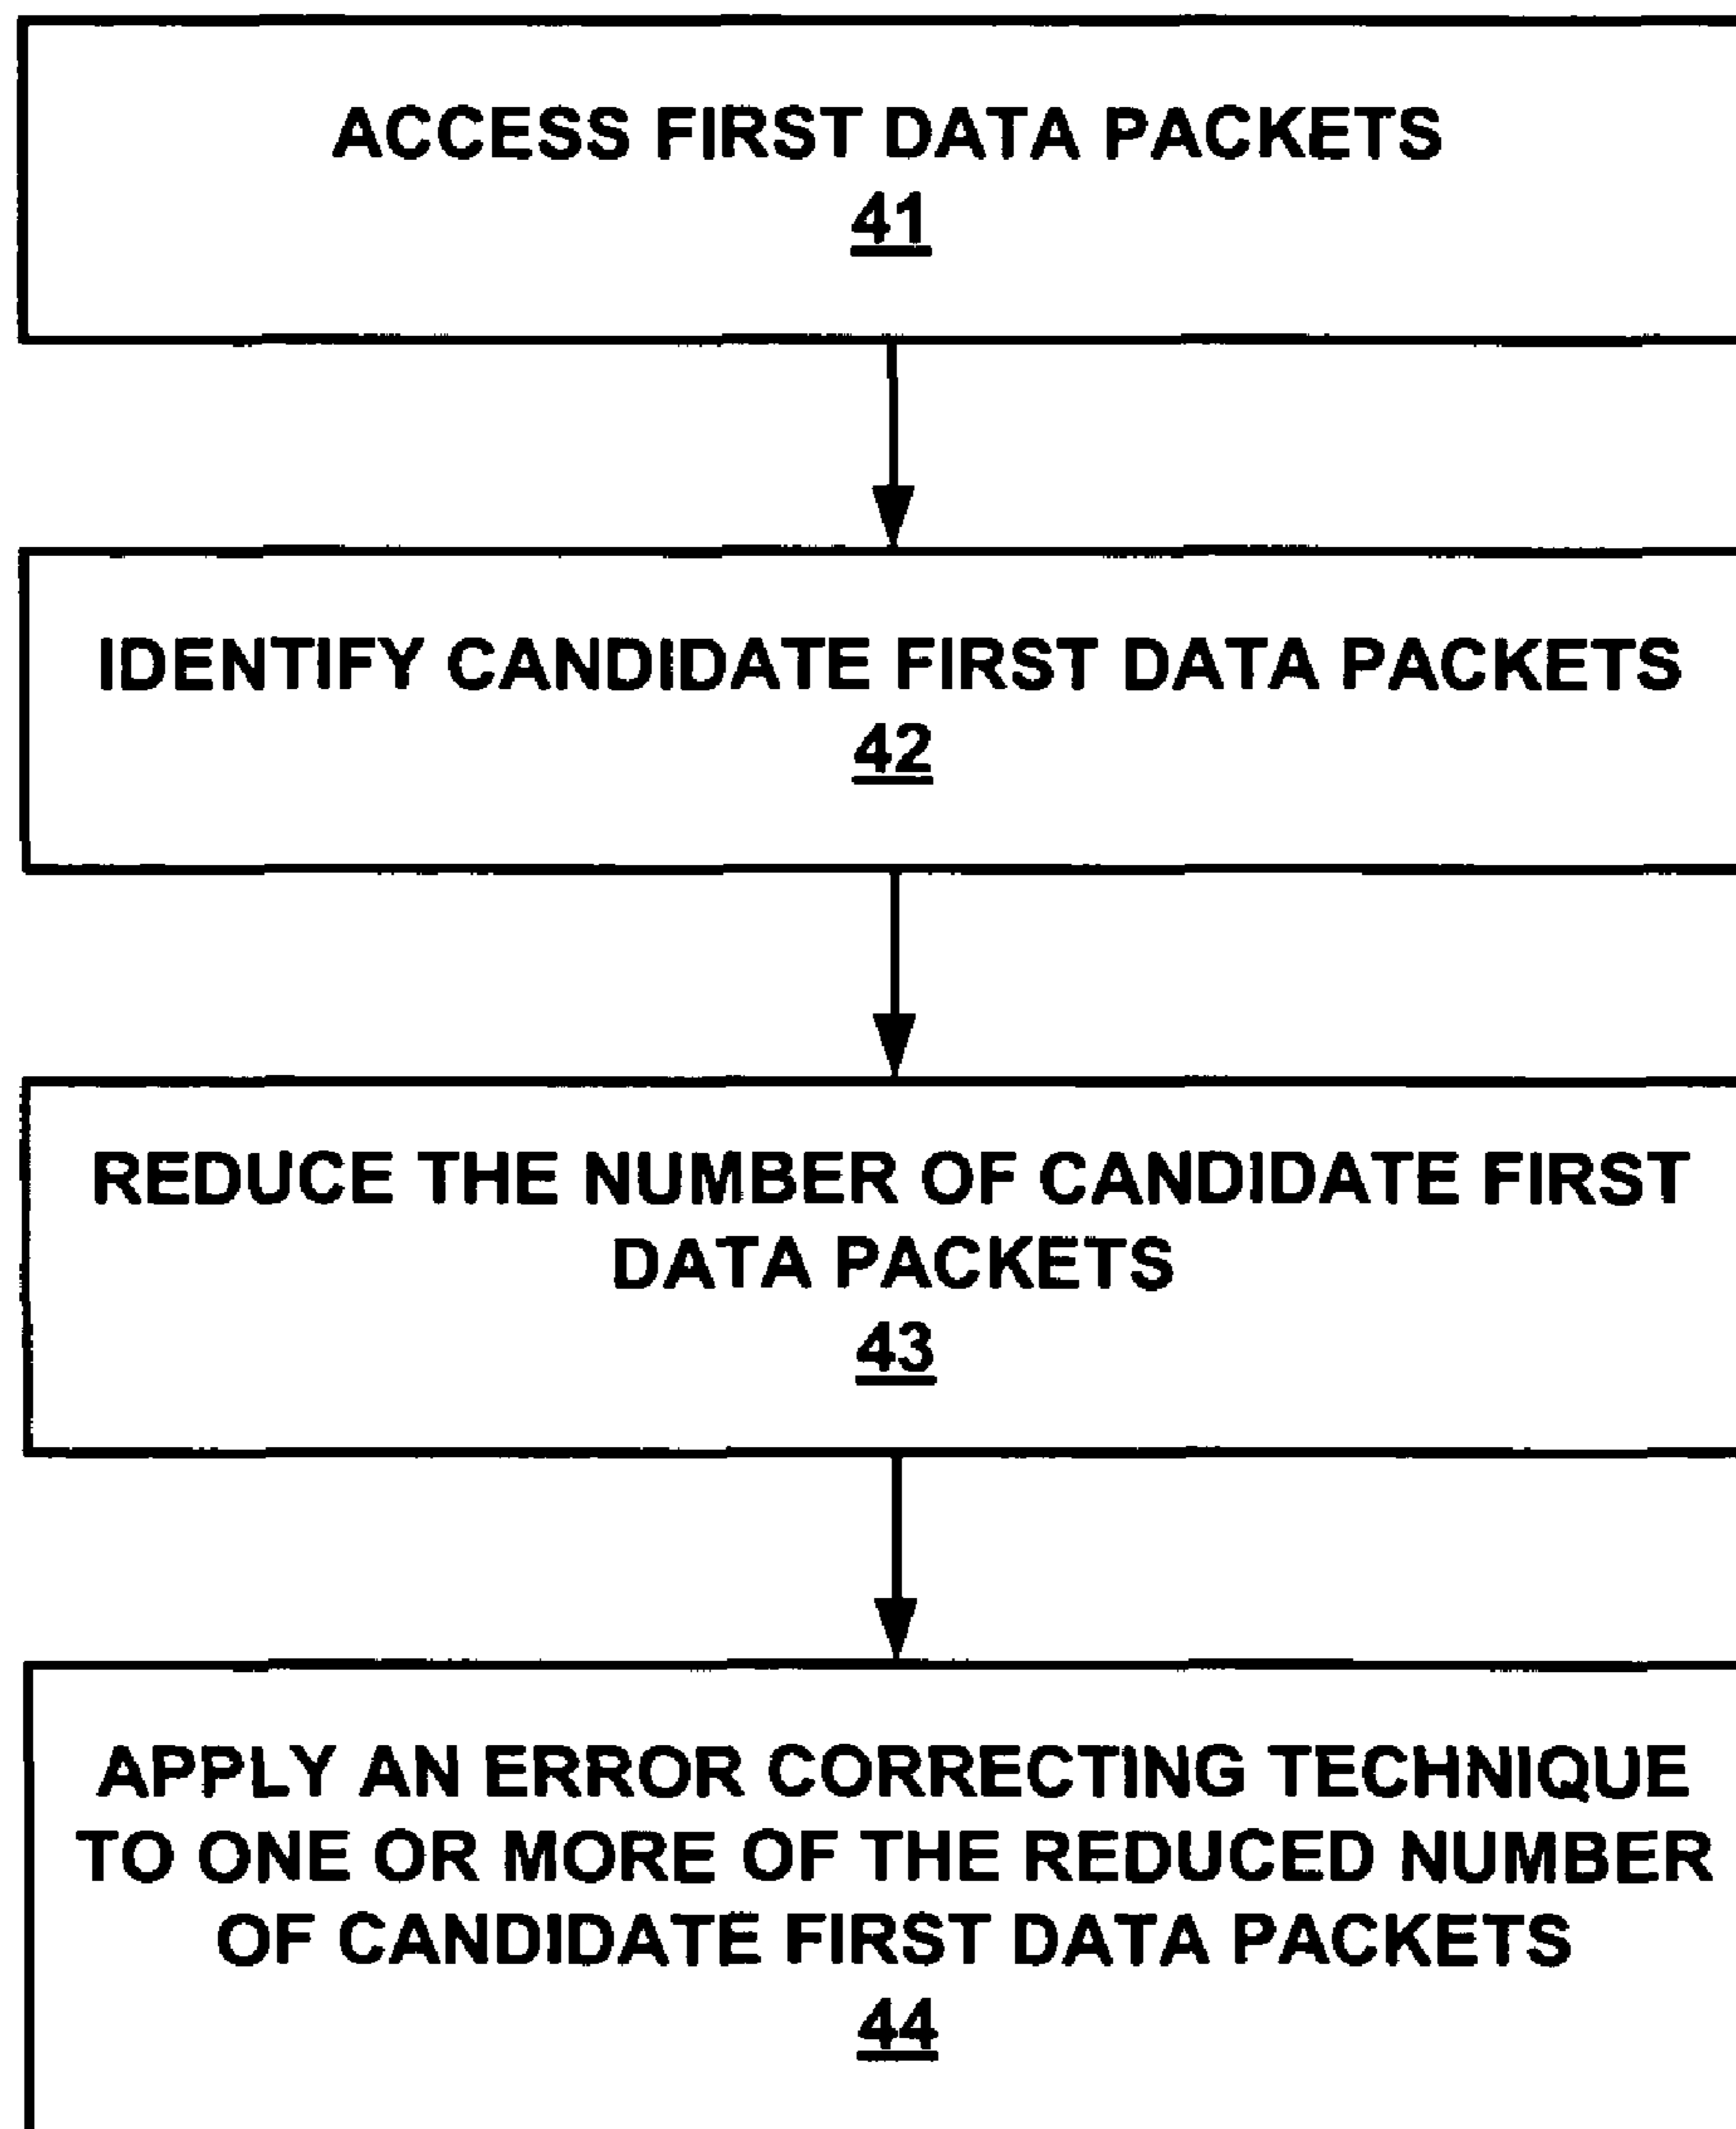 ACCESS FIRST DATA PACKETS
41
IDENTIFY CANDIDATE FIRST DATA PACKETS
42
REDUCE THE NUMBER OF CANDIDATE FIRST
DATA PACKETS
43
APPLY AN ERROR CORRECTING TECHNIQUE
TO ONE OR MORE OF THE REDUCED NUMBER
OF CANDIDATE FIRST DATA PACKETS
44